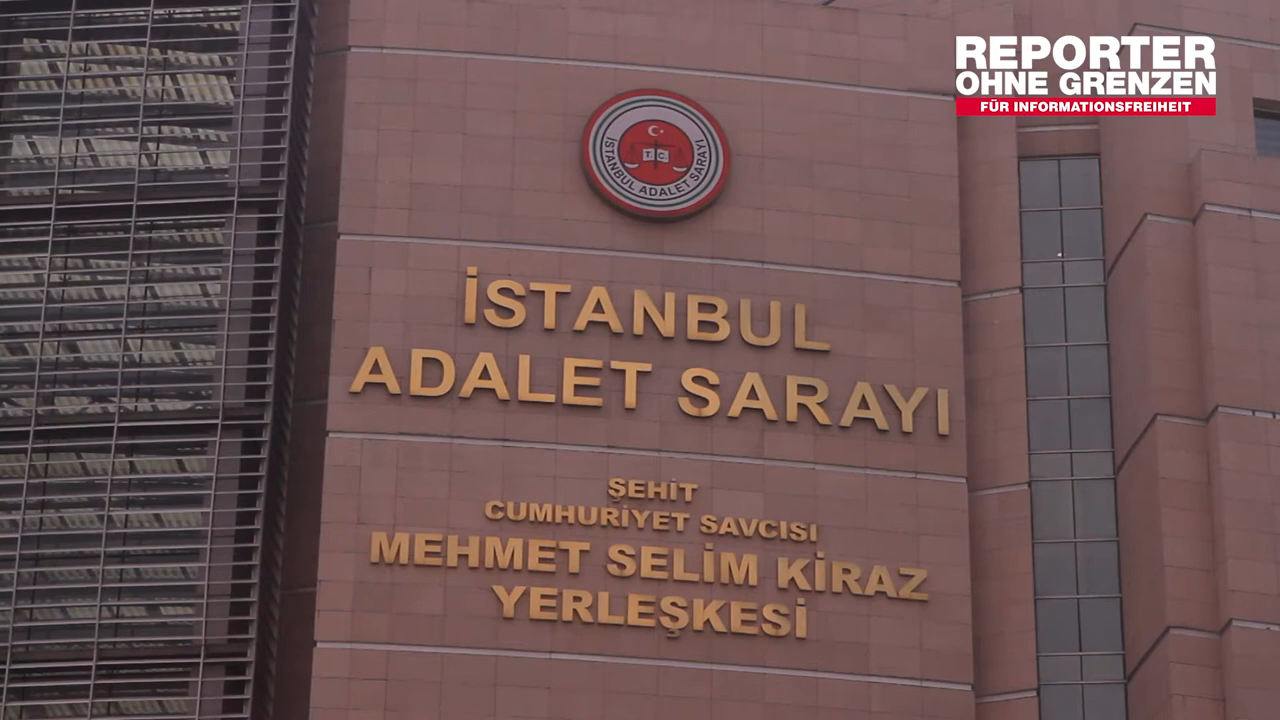 REPORTER
OHNE GRENZEN
FÜR INFORMATIONSFREIHEIT
T.C.
İSTANBUL ADALET SARAYI
İSTANBUL
ADALET SARAYI
ŞEHİT
CUMHURİYET SAVCISI
MEHMET SELİM KİRAZ
YERLEŞKESİ